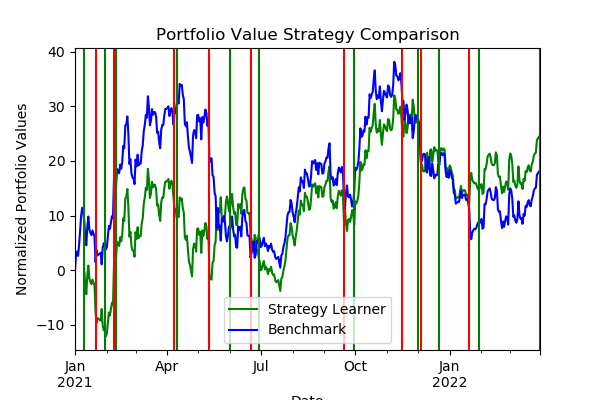 Portfolio Value Strategy Comparison
Normalized Portfolio Values
40
30
20
10
0
−10
Strategy Learner
Benchmark
Jan Apr Jul Oct Jan
2021 2022
Date